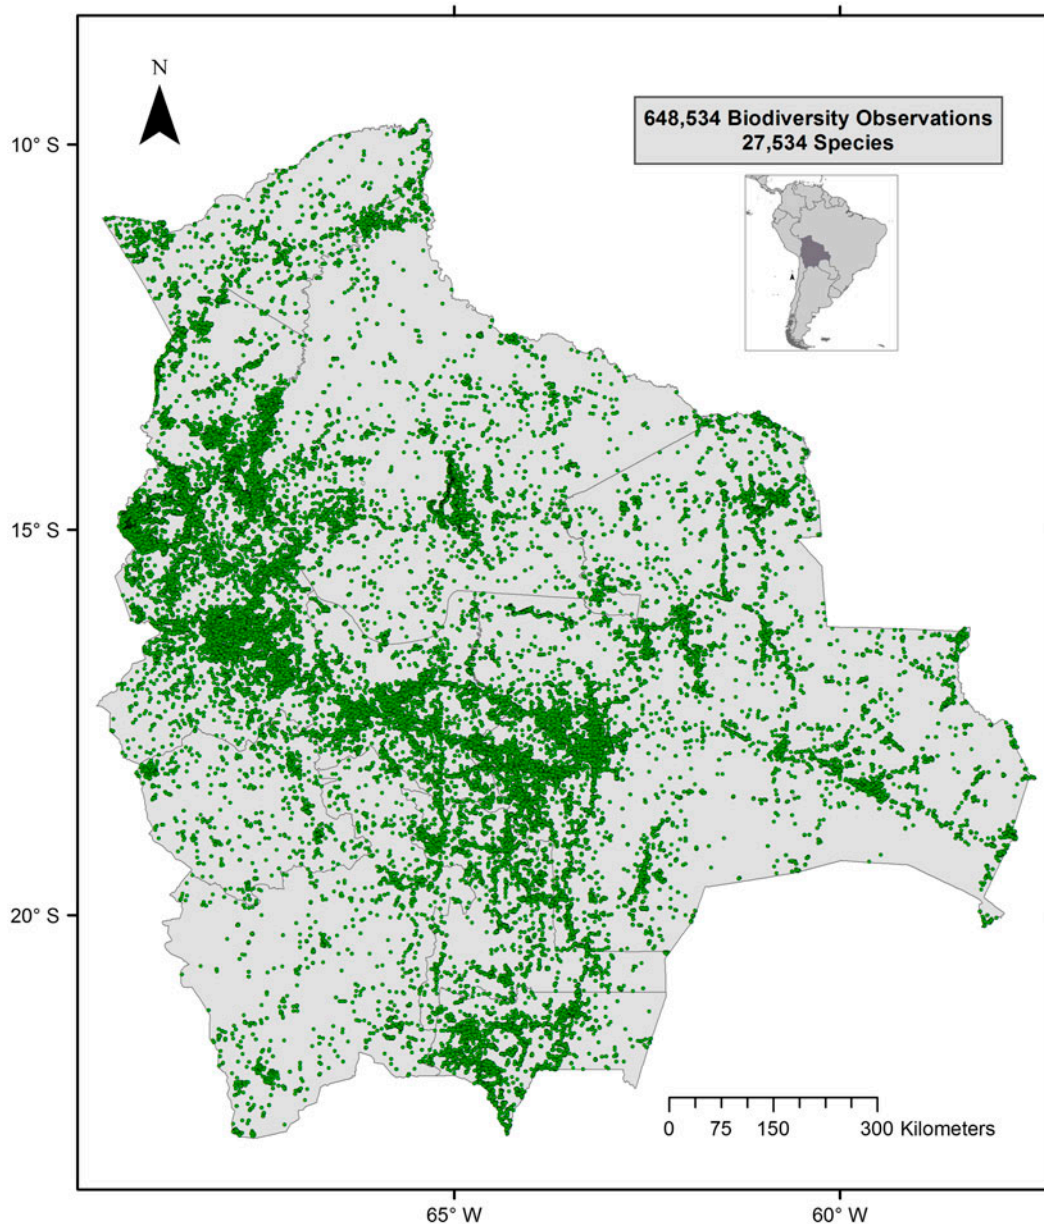 N
648,534 Biodiversity Observations
27,534 Species
10° S
15° S
20° S
0 75 150 300 Kilometers
65° W 60° W